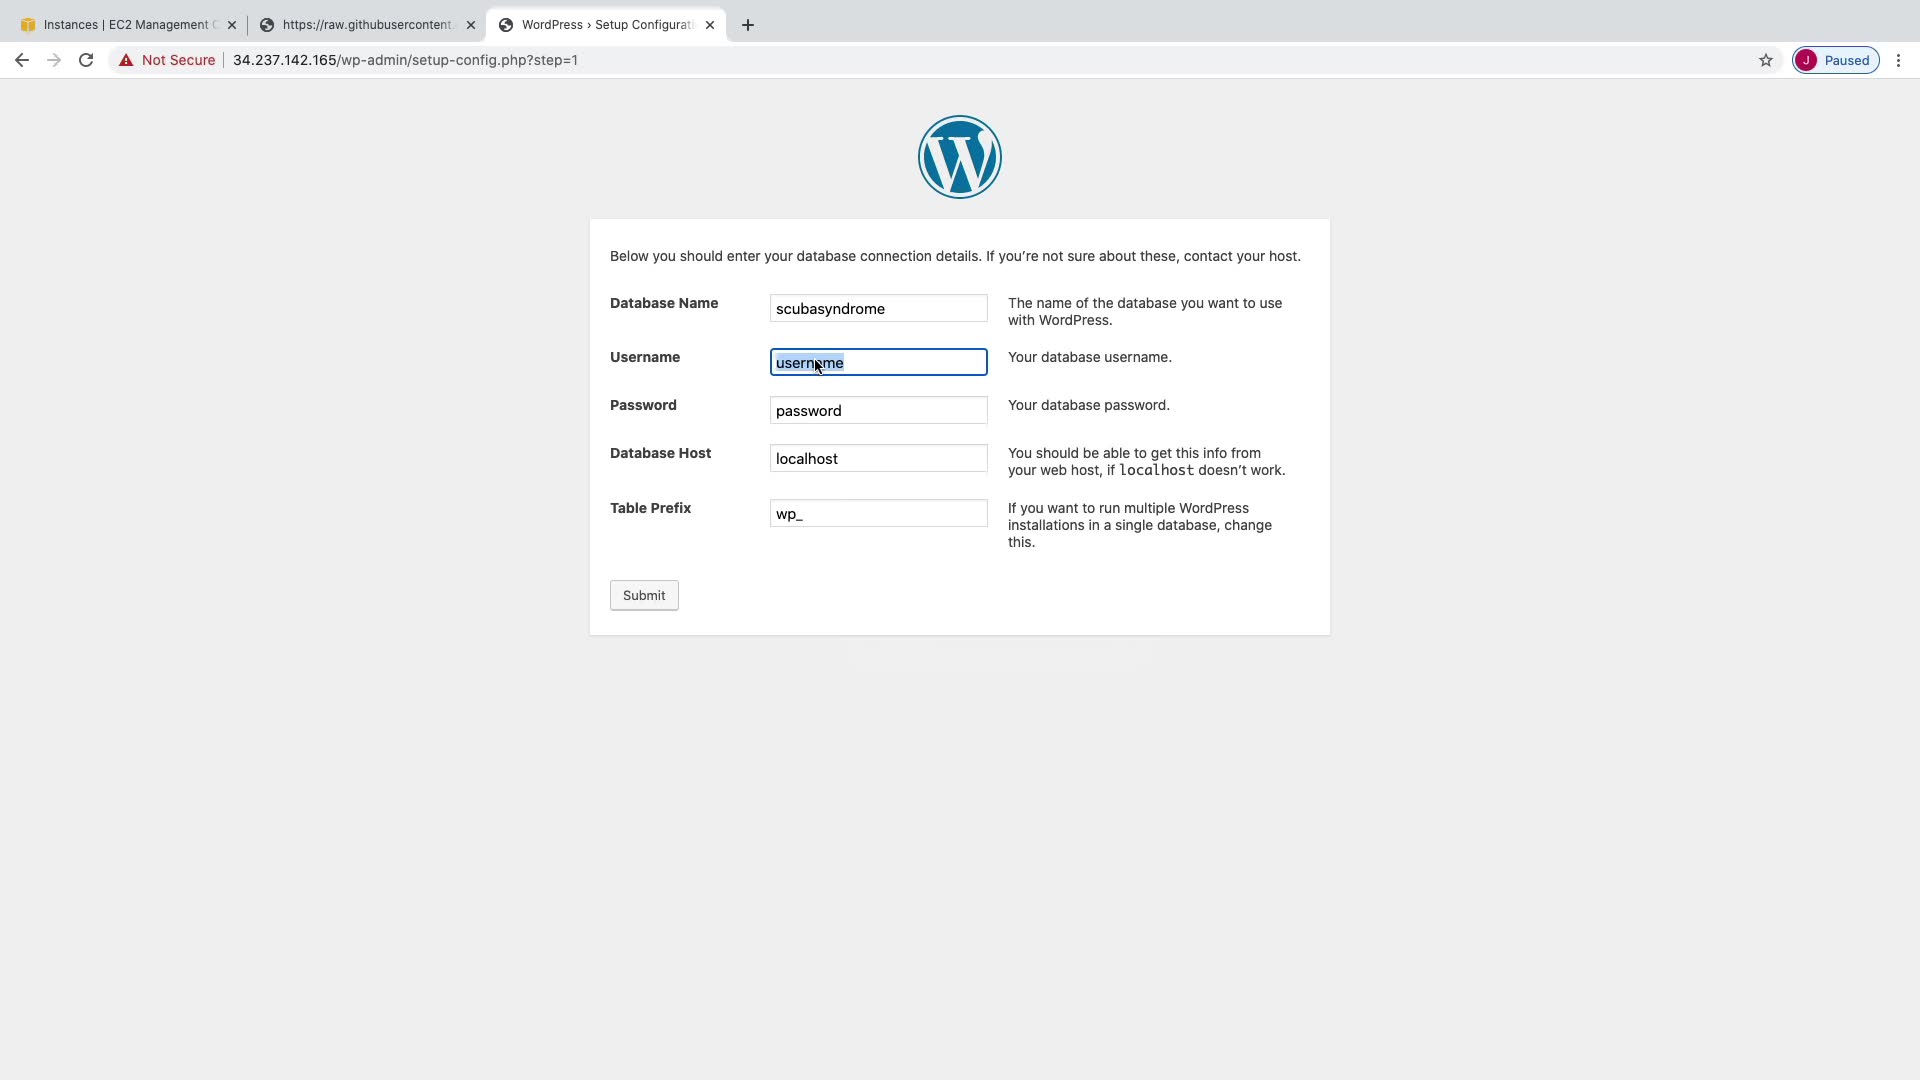 Instances | EC2 Management C
https://raw.githubusercontent.
WordPress › Setup Configurati
Not Secure
34.237.142.165/wp-admin/setup-config.php?step=1
J
Paused
Below you should enter your database connection details. If you’re not sure about these, contact your host.
Database Name
scubasyndrome
The name of the database you want to use
with WordPress.
Username
username
Your database username.
Password
password
Your database password.
Database Host
localhost
You should be able to get this info from
your web host, if localhost doesn’t work.
Table Prefix
wp_
If you want to run multiple WordPress
installations in a single database, change
this.
Submit